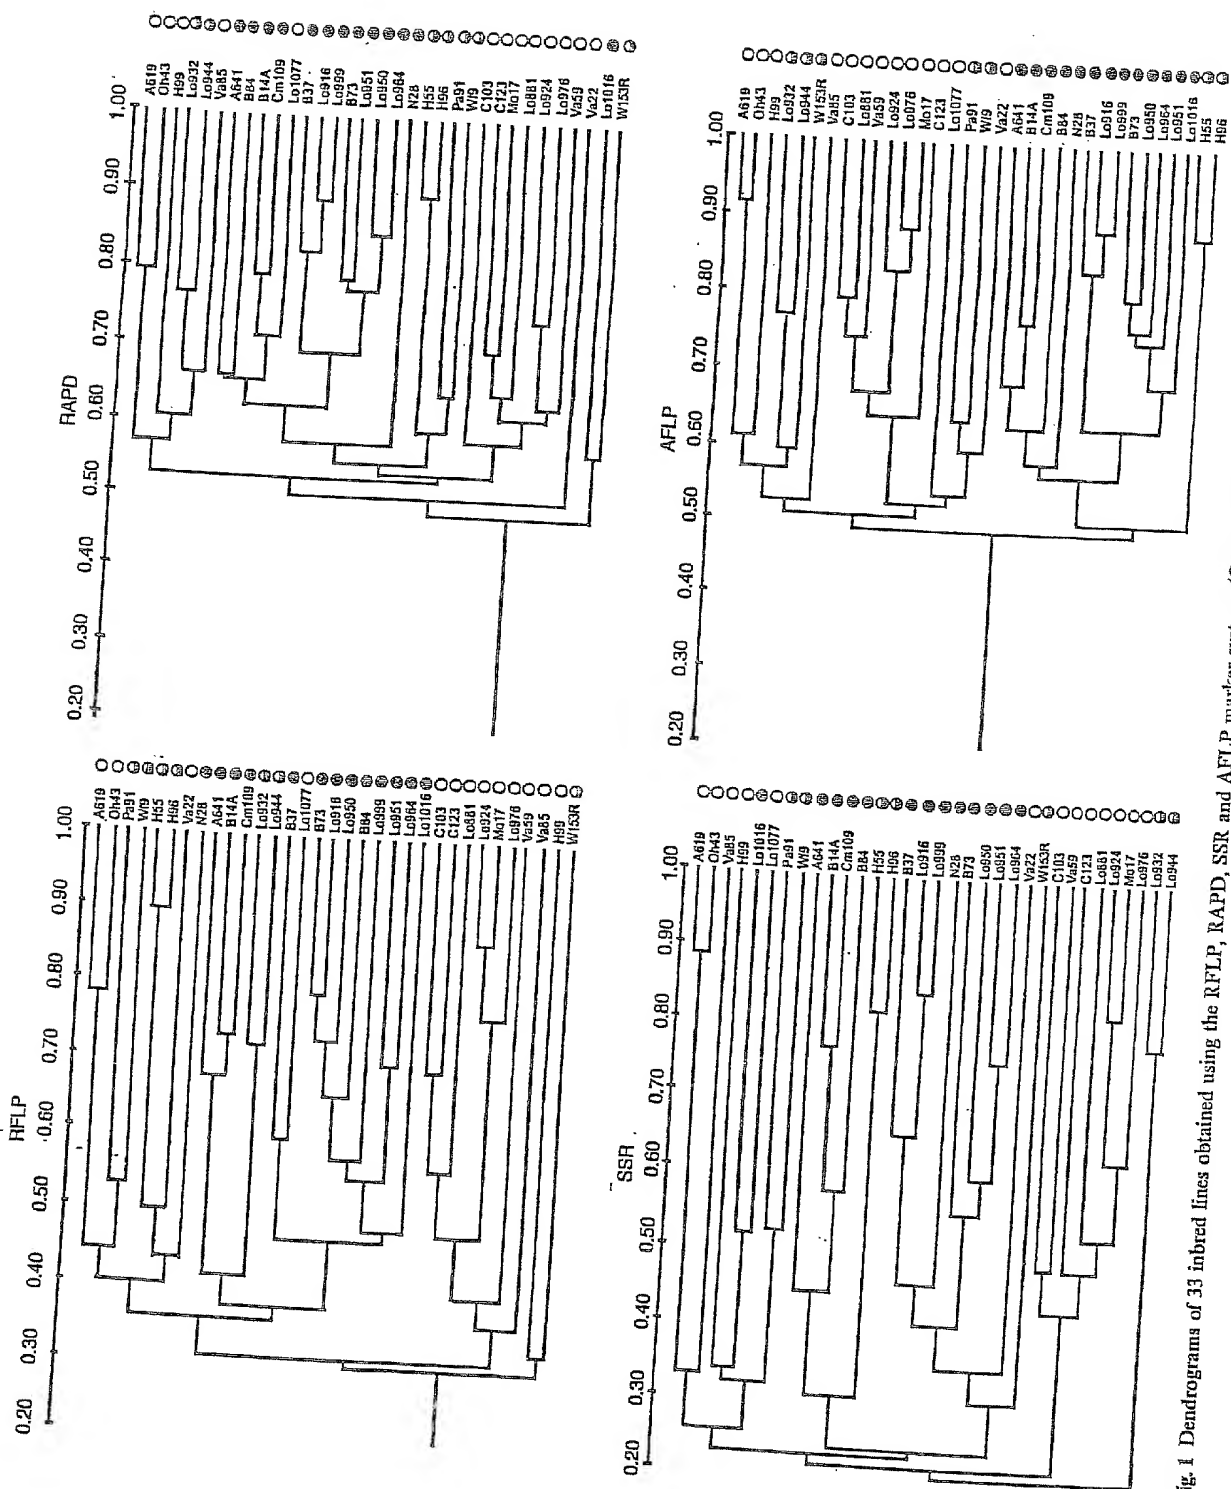 RFLP
0.20 0.30 0.40 0.50 0.60 0.70 0.80 0.90 1.00
A619
Oh43
Pa91
W59
H55
H96
Va22
N28
A641
B14A
Cm109
Lo932
Lo944
B37
Lo1077
B73
Lo916
Lo950
B84
Lo999
Lo951
Lo964
Lo1016
C103
C123
Lo881
Lo924
Mo17
Lo976
Va59
Va85
H99
W153R
RAPD
0.20 0.30 0.40 0.50 0.60 0.70 0.80 0.90 1.00
A619
Oh43
H99
Lo932
Lo944
Va85
A641
B84
B14A
Cm109
Lo1077
B37
Lo916
Lo999
B73
Lo951
Lo950
Lo964
N28
H55
H96
Pa91
W59
C103
C123
Mo17
Lo881
Lo924
Lo976
Va59
Va22
Lo1016
W153R
SSR
0.20 0.30 0.40 0.50 0.60 0.70 0.80 0.90 1.00
A619
Oh43
Va85
H99
Lo1016
Lo1077
Pa91
W59
A641
B14A
Cm109
B84
H55
H96
B37
Lo916
Lo999
N28
B73
Lo950
Lo951
Lo964
Va22
W153R
C103
Va59
C123
Lo881
Lo924
Mo17
Lo976
Lo932
Lo944
AFLP
0.20 0.30 0.40 0.50 0.60 0.70 0.80 0.90 1.00
A619
Oh43
H99
Lo932
Lo944
W153R
Va85
C103
Lo881
Va59
Lo924
Lo976
Mo17
C123
Lo1077
Pa91
W59
Va22
A641
B14A
Cm109
B84
N28
B37
Lo916
Lo999
B73
Lo950
Lo964
Lo951
Lo1016
H55
H96
ig. 1 Dendrograms of 33 inbred lines obtained using the RFLP, RAPD, SSR and AFLP marker